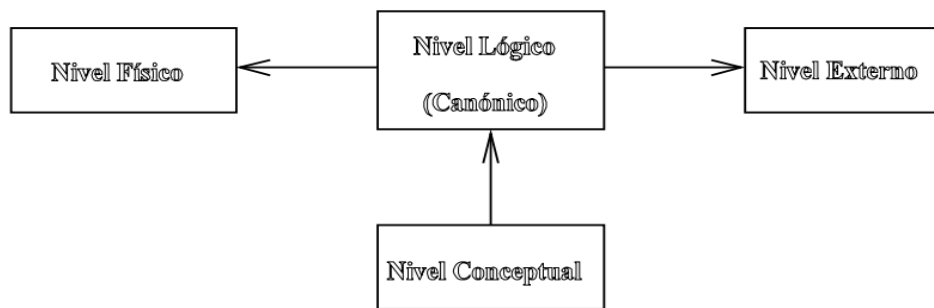 Nivel Físico
Nivel Lógico
(Canónico)
Nivel Externo
Nivel Conceptual